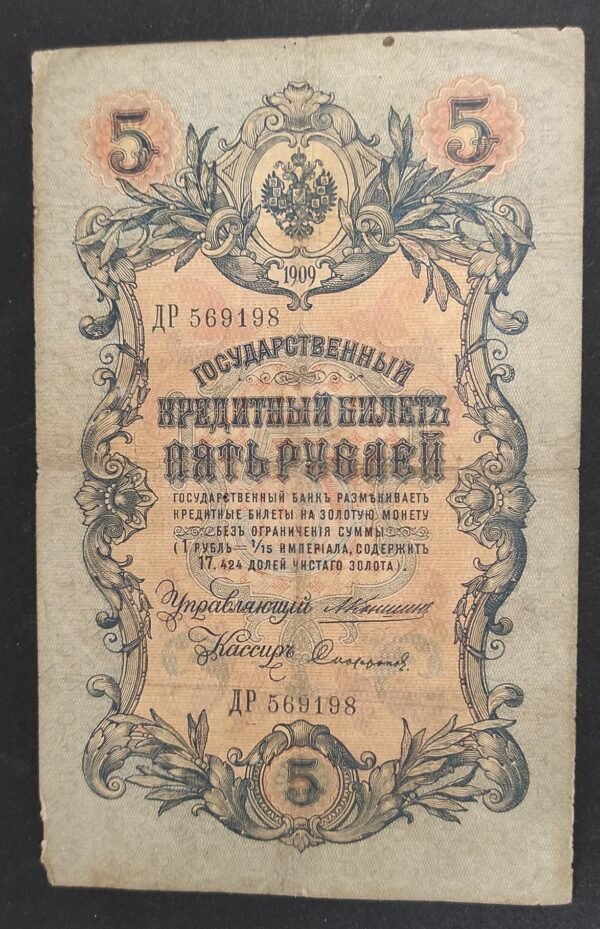 5 5
1909
ДР 569198
ГОСУДАРСТВЕННЫЙ
КРЕДИТНЫЙ БИЛЕТЪ
ПЯТЬ РУБЛЕЙ
ГОСУДАРСТВЕННЫЙ БАНКЪ РАЗМѢНИВАЕТЪ
КРЕДИТНЫЕ БИЛЕТЫ НА ЗОЛОТУЮ МОНЕТУ
БЕЗЪ ОГРАНИЧЕНІЯ СУММЫ
(1 РУБЛЬ = 1/15 ИМПЕРІАЛА, СОДЕРЖИТЪ
17.424 ДОЛЕЙ ЧИСТАГО ЗОЛОТА).
Управляющій
Кассиръ
ДР 569198
5